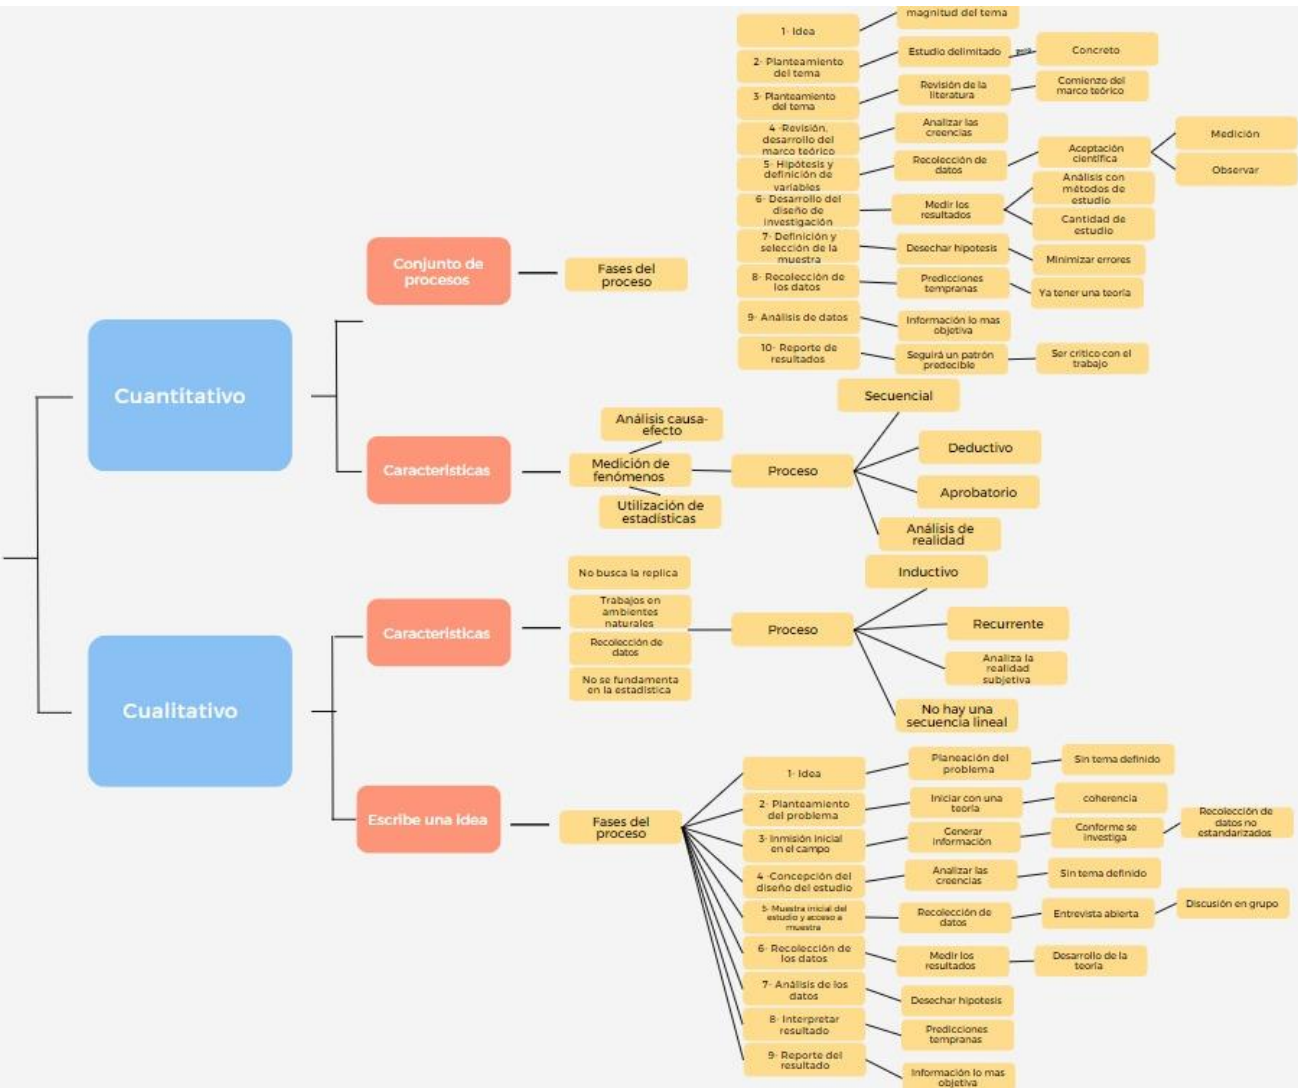 magnitud del tema
1- Idea
Estudio delimitado
Concreto
2- Planteamiento
del tema
Revisión de la
literatura
Comienzo del
marco teórico
3- Planteamiento
del tema
4 -Revisión,
desarrollo del
marco teórico
Analizar las
creencias
Medición
Aceptación
científica
Observar
5- Hipótesis y
definición de
variables
Recolección de
datos
Análisis con
métodos de
estudio
6- Desarrollo del
diseño de
investigación
Medir los
resultados
Cantidad de
estudio
7- Definición y
selección de la
muestra
Desechar hipotesis
Minimizar errores
8- Recolección de
los datos
Predicciones
tempranas
Ya tener una teoría
9- Análisis de datos
Información lo mas
objetiva
10- Reporte de
resultados
Seguirá un patrón
predecible
Ser critico con el
trabajo
Conjunto de
procesos
Fases del
proceso
Cuantitativo
Características
Análisis causa-
efecto
Medición de
fenómenos
Utilización de
estadísticas
Proceso
Secuencial
Deductivo
Aprobatorio
Análisis de
realidad
Cualitativo
Características
No busca la replica
Trabajos en
ambientes
naturales
Recolección de
datos
No se fundamenta
en la estadística
Proceso
Inductivo
Recurrente
Analiza la
realidad
subjetiva
No hay una
secuencia lineal
Escribe una idea
Fases del
proceso
1- Idea
Planeación del
problema
Sin tema definido
2- Planteamiento
del problema
Iniciar con una
teoría
coherencia
3- Inmisión inicial
en el campo
Generar
información
Conforme se
investiga
Recolección de
datos no
estandarizados
4 -Concepción del
diseño del estudio
Analizar las
creencias
Sin tema definido
5- Muestra inicial del
estudio y acceso a
muestra
Recolección de
datos
Entrevista abierta
Discusión en grupo
6- Recolección de
los datos
Medir los
resultados
Desarrollo de la
teoría
7- Análisis de los
datos
Desechar hipotesis
8- Interpretar
resultado
Predicciones
tempranas
9- Reporte del
resultado
Información lo mas
objetiva